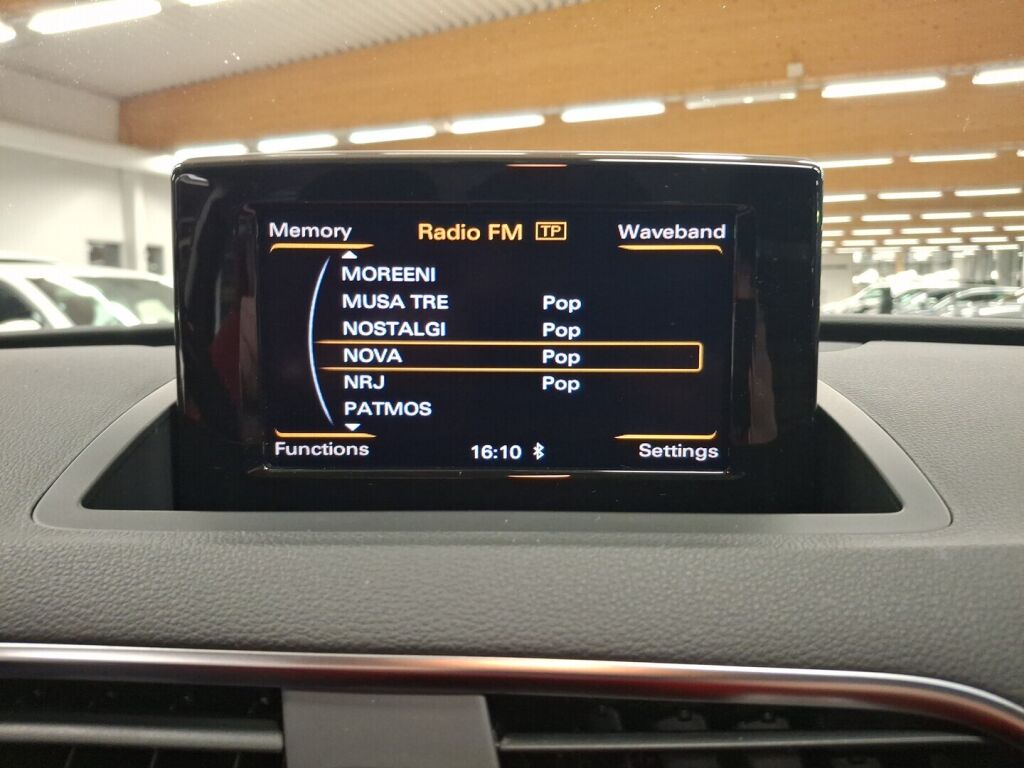 Memory Radio FM TP Waveband
MOREENI
MUSA TRE Pop
NOSTALGI Pop
NOVA Pop
NRJ Pop
PATMOS
Functions 16:10 Settings